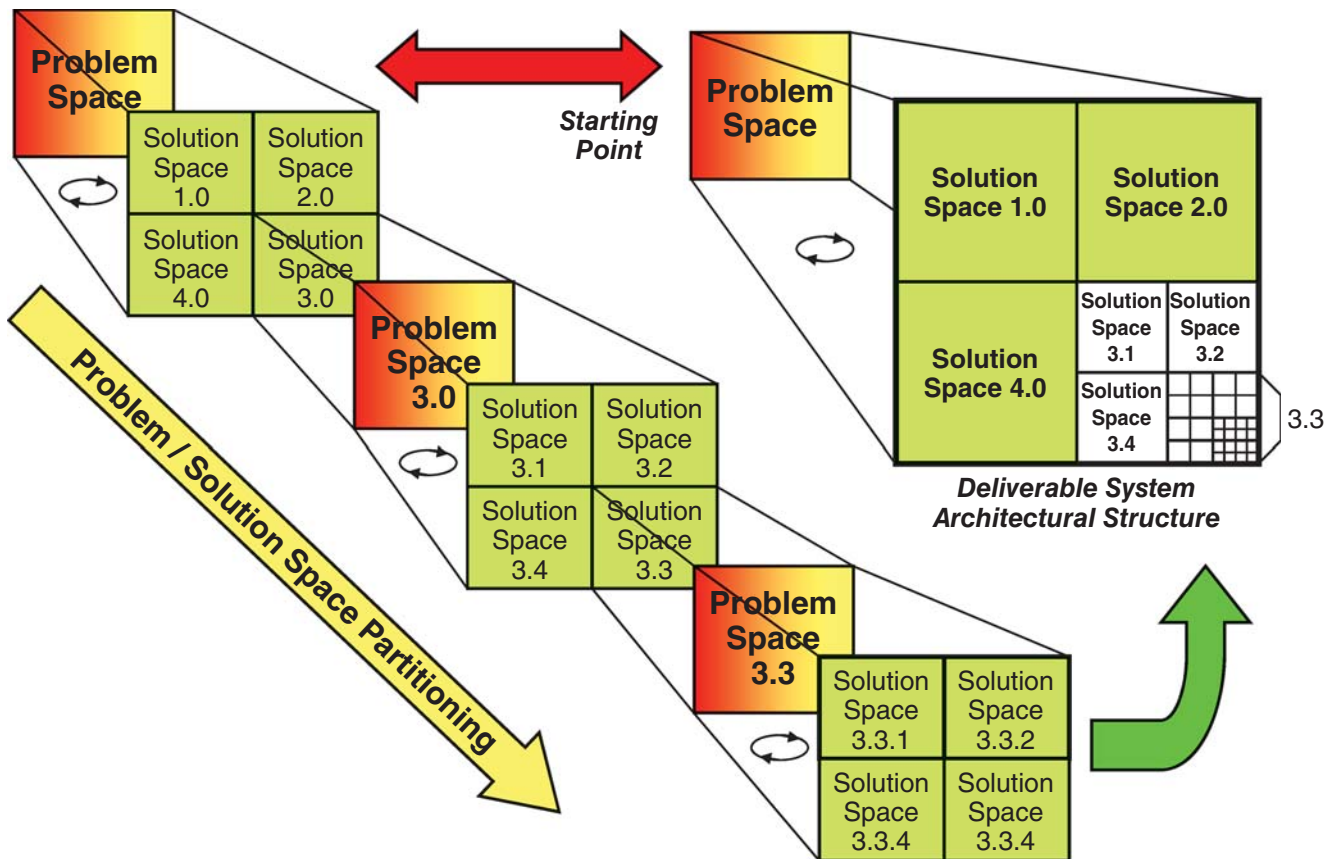 Problem
Space
Solution
Space
1.0
Solution
Space
2.0
Solution
Space
4.0
Solution
Space
3.0
Starting
Point
Problem
Space
Solution
Space 1.0
Solution
Space 2.0
Solution
Space 4.0
Solution
Space
3.1
Solution
Space
3.2
Solution
Space
3.4
3.3
Deliverable System
Architectural Structure
Problem / Solution Space Partitioning
Problem
Space
3.0
Solution
Space
3.1
Solution
Space
3.2
Solution
Space
3.4
Solution
Space
3.3
Problem
Space
3.3
Solution
Space
3.3.1
Solution
Space
3.3.2
Solution
Space
3.3.4
Solution
Space
3.3.4